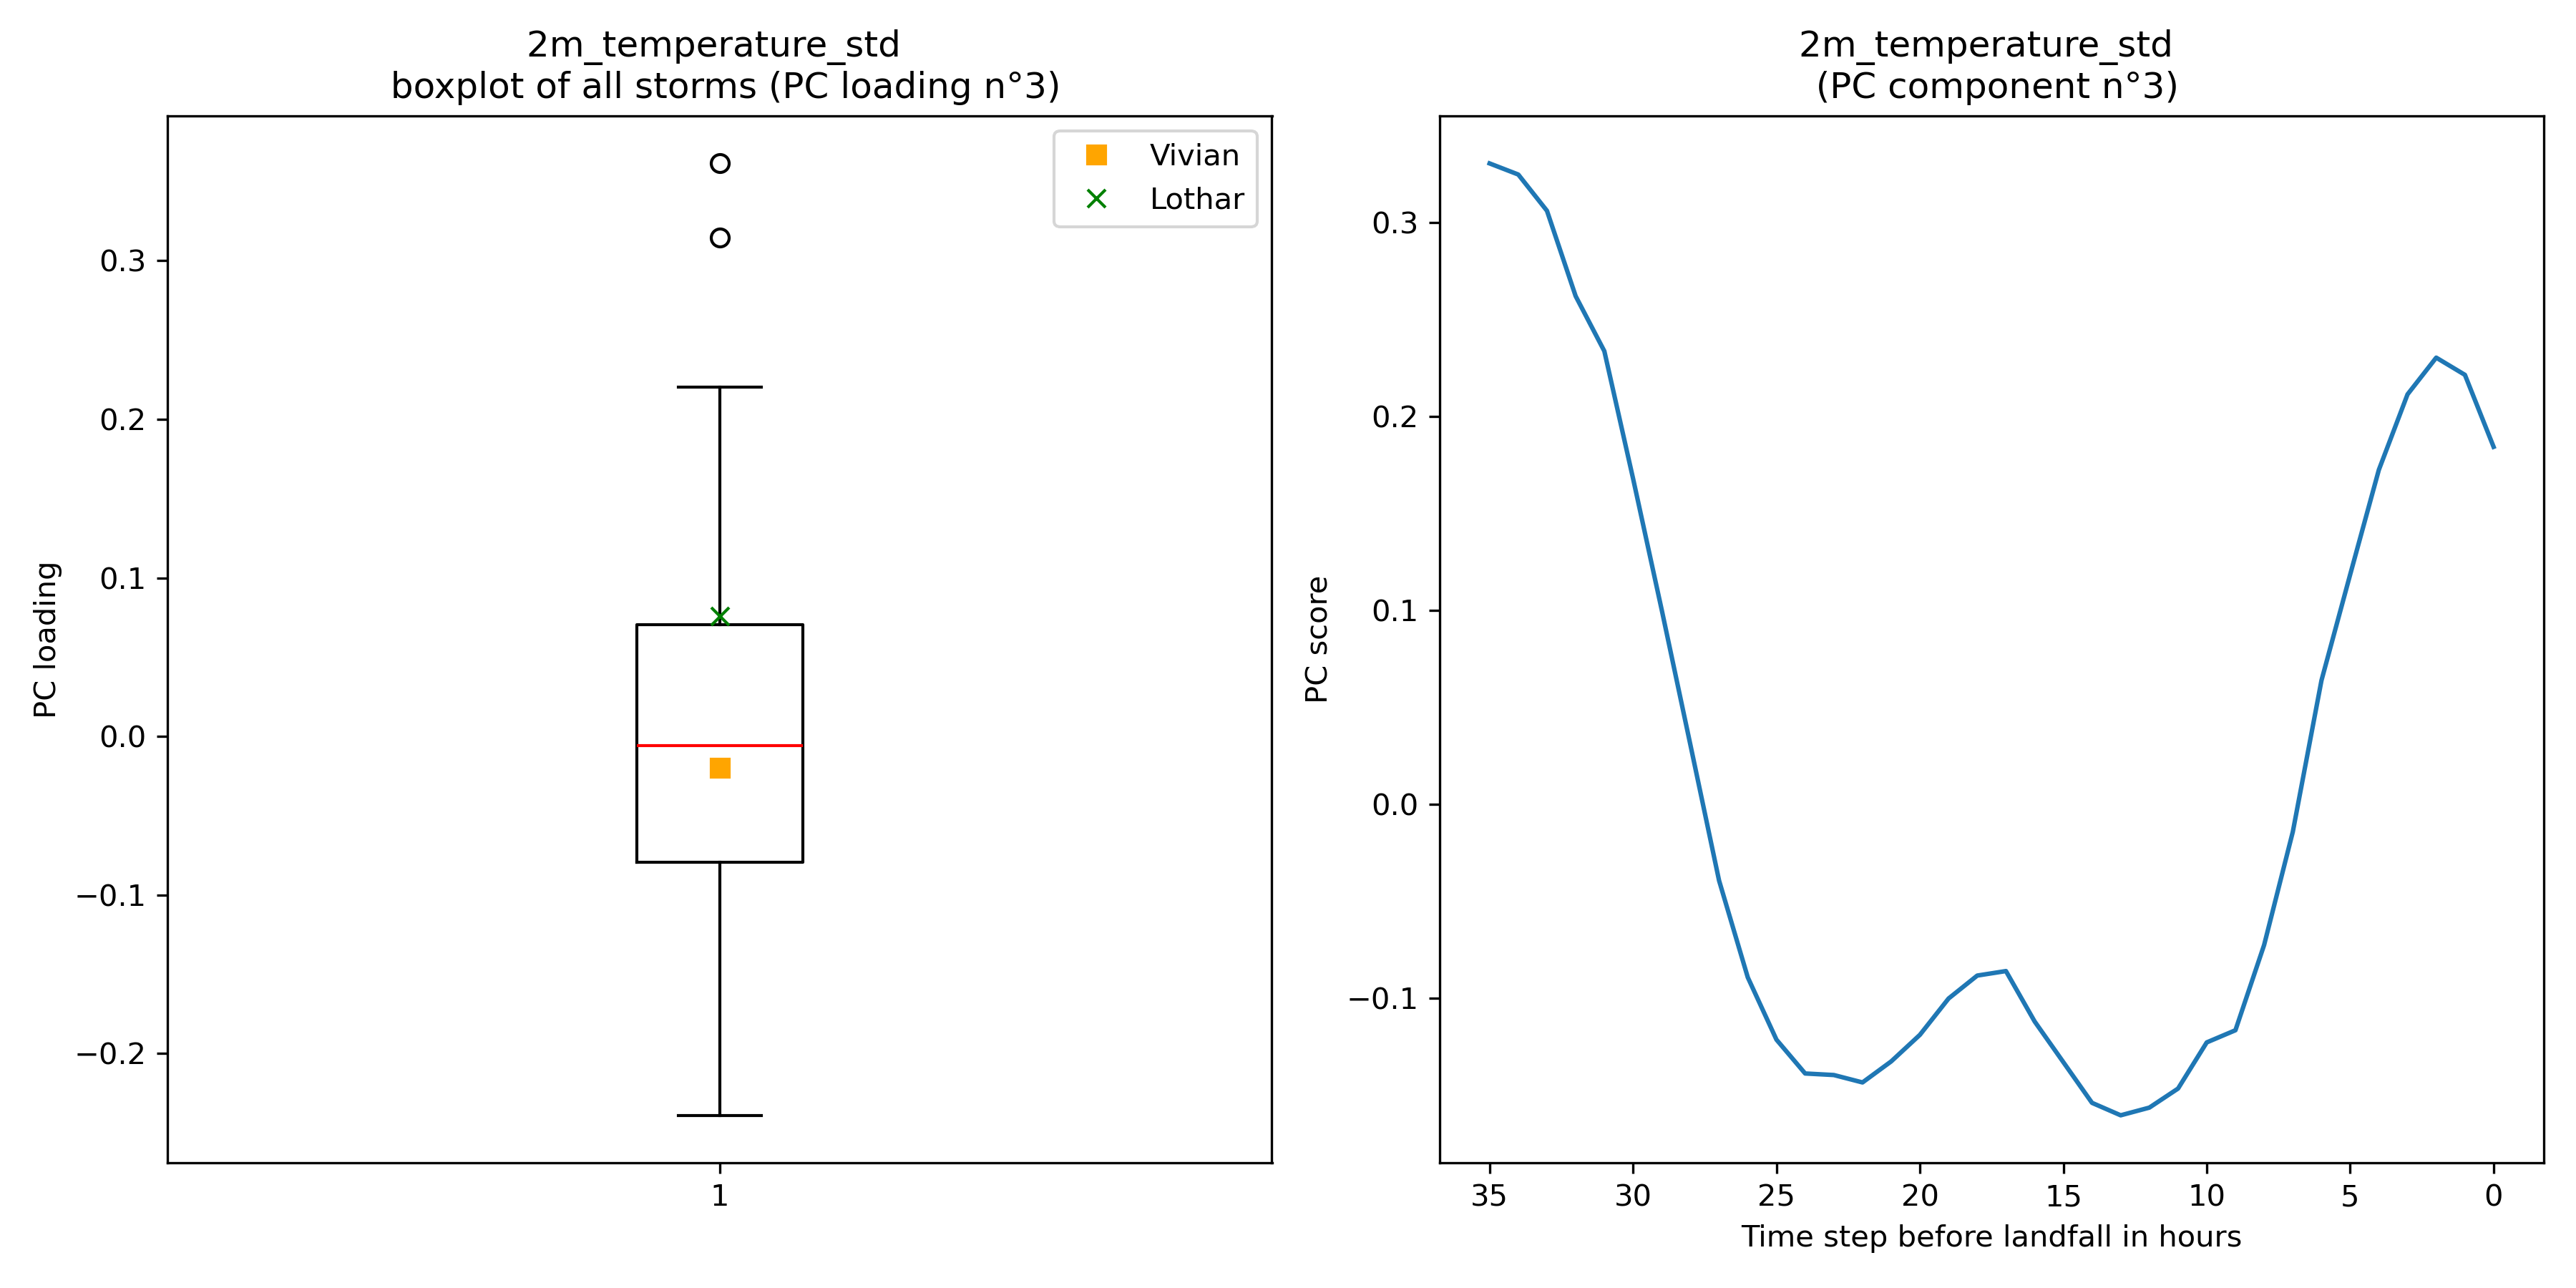 2m_temperature_std
boxplot of all storms (PC loading n°3)
Vivian
Lothar
0.3
0.2
0.1
0.0
−0.1
−0.2
PC loading
1
2m_temperature_std
(PC component n°3)
0.3
0.2
0.1
0.0
−0.1
PC score
35 30 25 20 15 10 5 0
Time step before landfall in hours